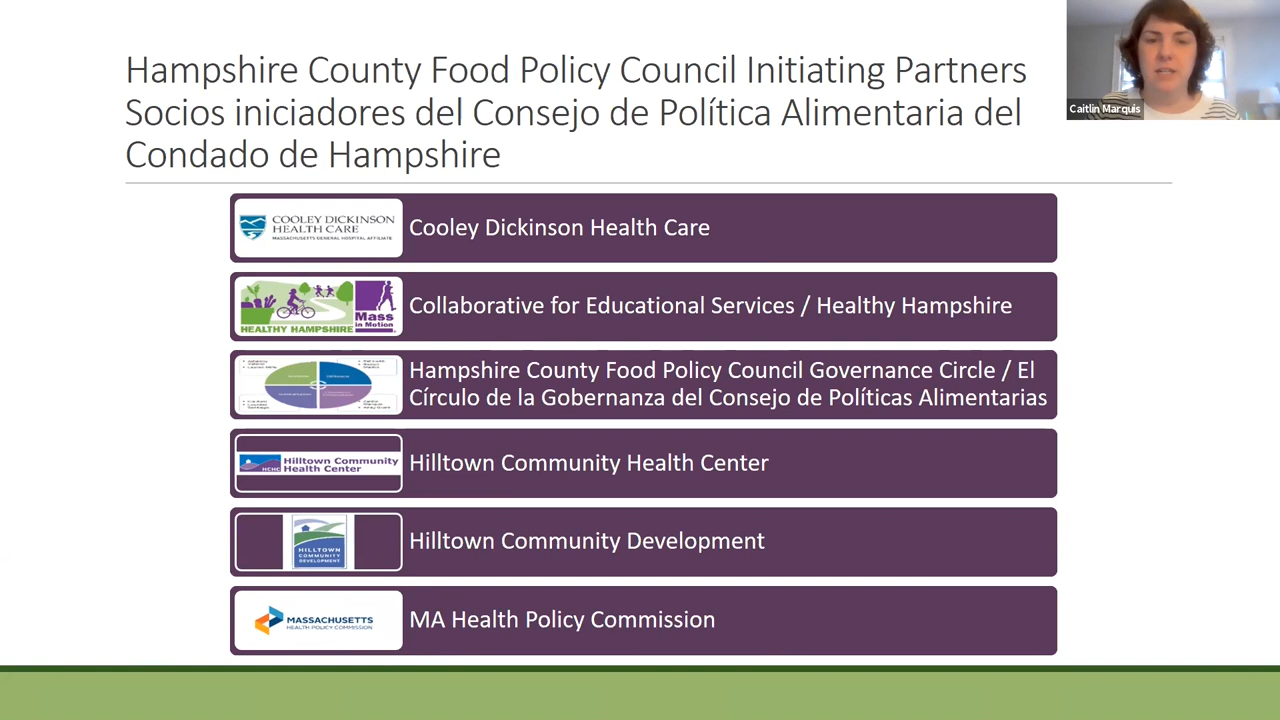 Hampshire County Food Policy Council Initiating Partners
Socios iniciadores del Consejo de Política Alimentaria del
Condado de Hampshire
Caitlin Marquis
COOLEY DICKINSON
HEALTH CARE
MASSACHUSETTS GENERAL HOSPITAL AFFILIATE
Cooley Dickinson Health Care
HEALTHY HAMPSHIRE
Mass
in Motion
Collaborative for Educational Services / Healthy Hampshire
Hampshire County Food Policy Council Governance Circle / El
Círculo de la Gobernanza del Consejo de Políticas Alimentarias
HCHC
Hilltown Community
Health Center
Hilltown Community Health Center
HILLTOWN
COMMUNITY
DEVELOPMENT
Hilltown Community Development
MASSACHUSETTS
HEALTH POLICY COMMISSION
MA Health Policy Commission